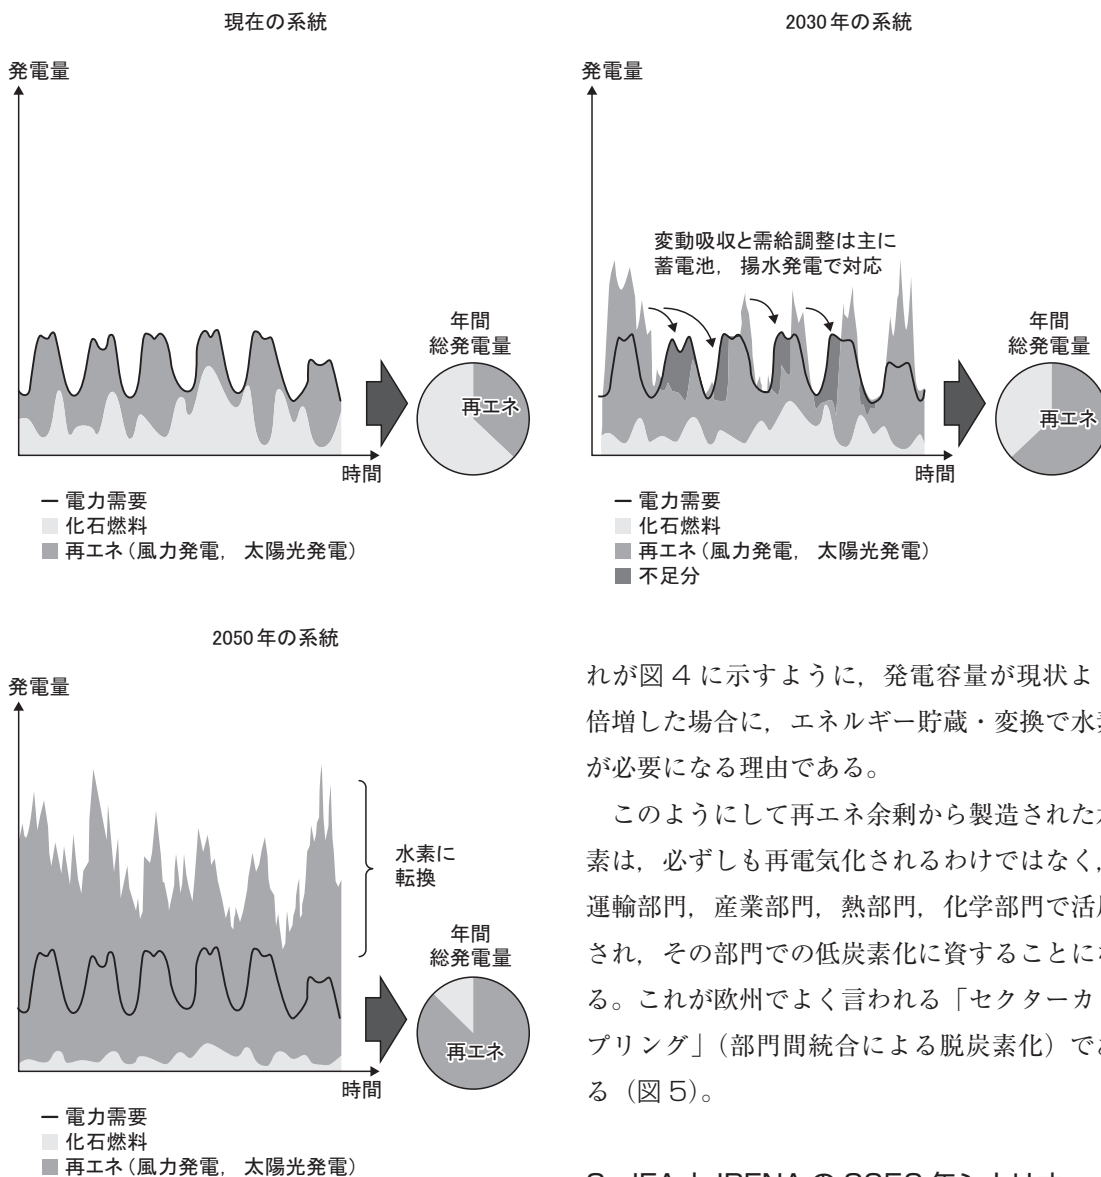 現在の系統
発電量
年間
総発電量
再エネ
時間
ー 電力需要
化石燃料
再エネ（風力発電， 太陽光発電）
2030年の系統
発電量
変動吸収と需給調整は主に
蓄電池， 揚水発電で対応
年間
総発電量
再エネ
時間
ー 電力需要
化石燃料
再エネ（風力発電， 太陽光発電）
不足分
2050年の系統
発電量
水素に
転換
年間
総発電量
再エネ
時間
ー 電力需要
化石燃料
再エネ（風力発電， 太陽光発電）
れが図4に示すように，発電容量が現状よ
倍増した場合に，エネルギー貯蔵・変換で水素
が必要になる理由である。
このようにして再エネ余剰から製造された
素は，必ずしも再電気化されるわけではなく，
運輸部門，産業部門，熱部門，化学部門で活用
され，その部門での低炭素化に資することにな
る。これが欧州でよく言われる「セクターカ
プリング」（部門間統合による脱炭素化）であ
る（図5）。